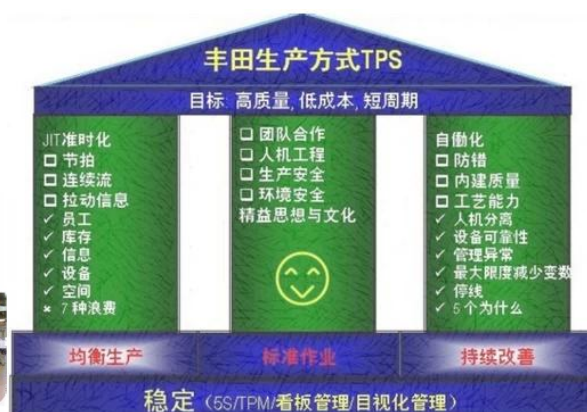 丰田生产方式TPS
目标: 高质量, 低成本, 短周期
JIT准时化
节拍
连续流
拉动信息
员工
库存
信息
设备
空间
7种浪费
团队合作
人机工程
生产安全
环境安全
精益思想与文化
自働化
防错
内建质量
工艺能力
人机分离
设备可靠性
管理异常
最大限度减少变数
停线
5个为什么
均衡生产
标准作业
持续改善
稳定（5S/TPM/看板管理/目视化管理）